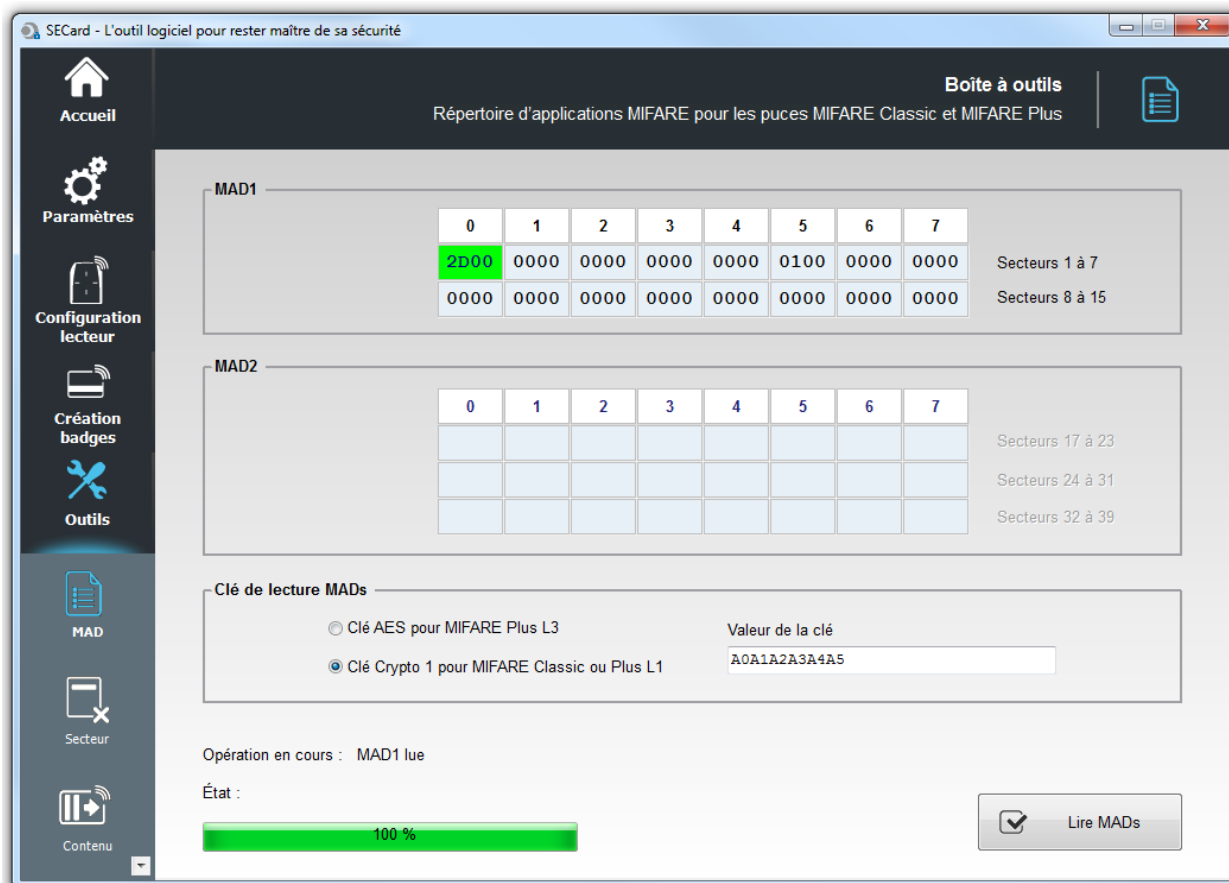 SECard - L'outil logiciel pour rester maître de sa sécurité
Accueil
Boîte à outils
Répertoire d'applications MIFARE pour les puces MIFARE Classic et MIFARE Plus
Paramètres
Configuration
lecteur
Création
badges
Outils
MAD
Secteur
Contenu
MAD1
0 1 2 3 4 5 6 7
2D00 0000 0000 0000 0000 0100 0000 0000 Secteurs 1 à 7
0000 0000 0000 0000 0000 0000 0000 0000 Secteurs 8 à 15
MAD2
0 1 2 3 4 5 6 7
Secteurs 17 à 23
Secteurs 24 à 31
Secteurs 32 à 39
Clé de lecture MADs
Clé AES pour MIFARE Plus L3
Clé Crypto 1 pour MIFARE Classic ou Plus L1
Valeur de la clé
A0A1A2A3A4A5
Opération en cours : MAD1 lue
État :
100 %
Lire MADs